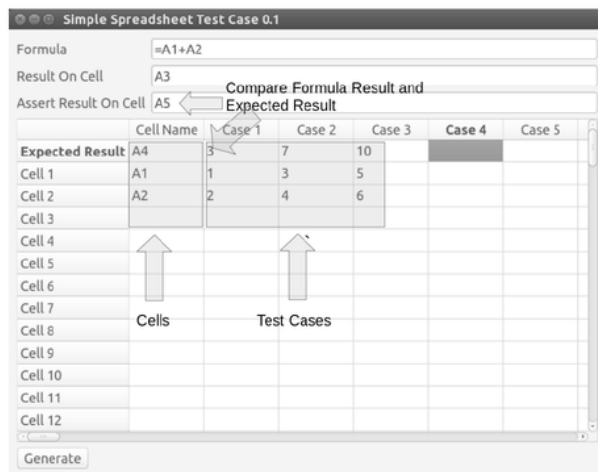 Simple Spreadsheet Test Case 0.1
Formula =A1+A2
Result On Cell A3
Assert Result On Cell A5
Compare Formula Result and
Expected Result
Cell Name Case 1 Case 2 Case 3 Case 4 Case 5
Expected Result A4 3 7 10
Cell 1 A1 1 3 5
Cell 2 A2 2 4 6
Cell 3
Cell 4
Cell 5
Cell 6
Cell 7
Cells Test Cases
Cell 8
Cell 9
Cell 10
Cell 11
Cell 12
Generate